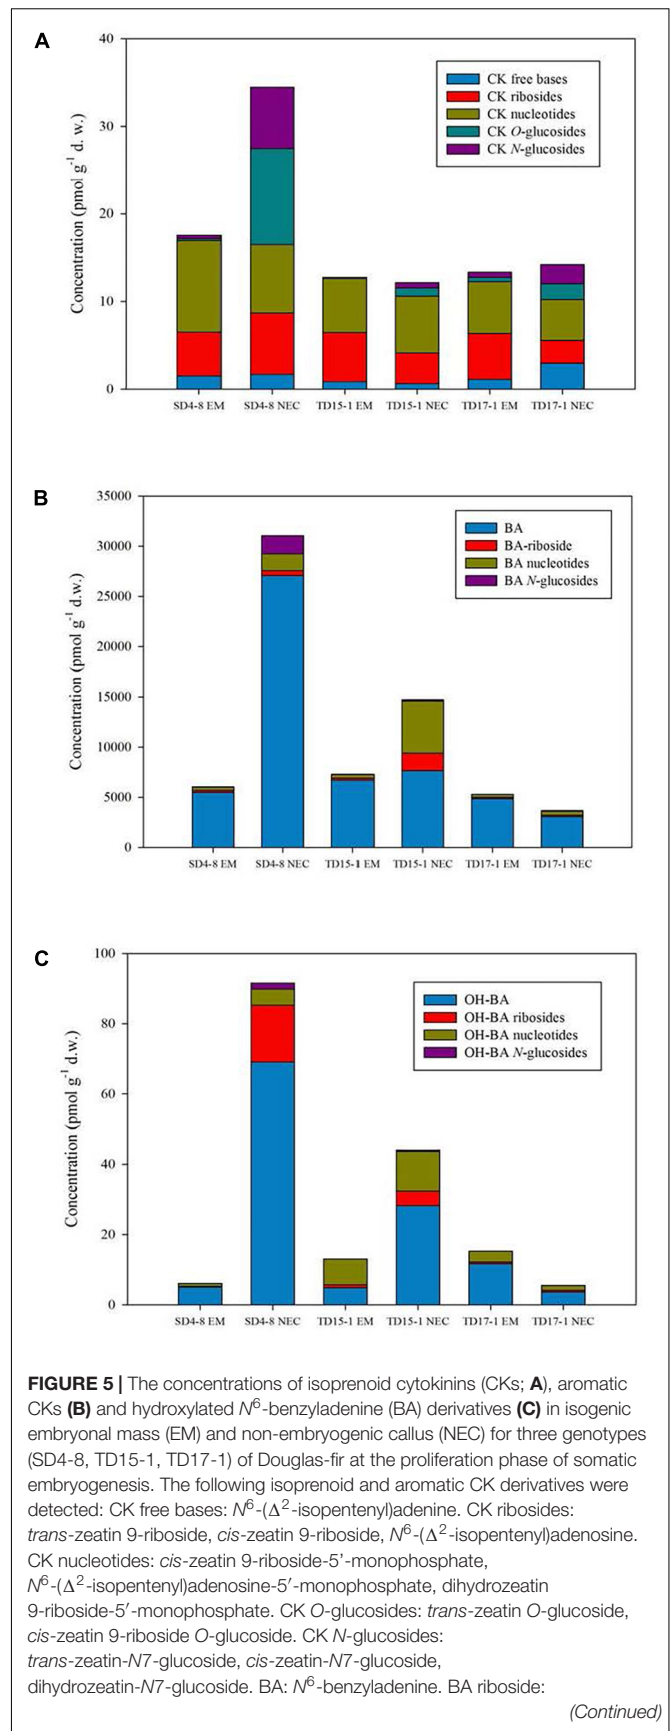 A
40
30
20
10
0
Concentration (pmol g⁻¹ d. w.)
CK free bases
CK ribosides
CK nucleotides
CK O-glucosides
CK N-glucosides
SD4-8 EM
SD4-8 NEC
TD15-1 EM
TD15-1 NEC
TD17-1 EM
TD17-1 NEC
B
35000
30000
25000
20000
15000
10000
5000
0
Concentration (pmol g⁻¹ d.w.)
BA
BA-riboside
BA nucleotides
BA N-glucosides
SD4-8 EM
SD4-8 NEC
TD15-1 EM
TD15-1 NEC
TD17-1 EM
TD17-1 NEC
C
100
80
60
40
20
0
Concentration (pmol g⁻¹ d.w.)
OH-BA
OH-BA ribosides
OH-BA nucleotides
OH-BA N-glucosides
SD4-8 EM
SD4-8 NEC
TD15-1 EM
TD15-1 NEC
TD17-1 EM
TD17-1 NEC
FIGURE 5 | The concentrations of isoprenoid cytokinins (CKs; A), aromatic
CKs (B) and hydroxylated N⁶-benzyladenine (BA) derivatives (C) in isogenic
embryonal mass (EM) and non-embryogenic callus (NEC) for three genotypes
(SD4-8, TD15-1, TD17-1) of Douglas-fir at the proliferation phase of somatic
embryogenesis. The following isoprenoid and aromatic CK derivatives were
detected: CK free bases: N⁶-(Δ²-isopentenyl)adenine. CK ribosides:
trans-zeatin 9-riboside, cis-zeatin 9-riboside, N⁶-(Δ²-isopentenyl)adenosine.
CK nucleotides: cis-zeatin 9-riboside-5’-monophosphate,
N⁶-(Δ²-isopentenyl)adenosine-5′-monophosphate, dihydrozeatin
9-riboside-5′-monophosphate. CK O-glucosides: trans-zeatin O-glucoside,
cis-zeatin 9-riboside O-glucoside. CK N-glucosides:
trans-zeatin-N7-glucoside, cis-zeatin-N7-glucoside,
dihydrozeatin-N7-glucoside. BA: N⁶-benzyladenine. BA riboside:
(Continued)